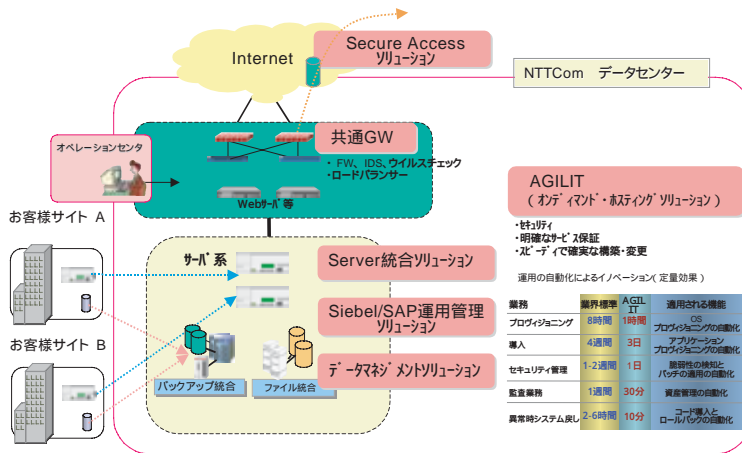 Internet
Secure Access
ソリューション
NTTCom データセンター
共通GW
・ FW、IDS、ウイルスチェック
・ロードバランサー
オペレーションセンタ
Webサーバ等
AGILIT
(オンディマンド・ホスティングソリューション)
・セキュリティ
・明確なサービス保証
・スピーディで確実な構築・変更
お客様サイト A
サーバ系
Server統合ソリューション
運用の自動化によるイノベーション(定量効果)
Siebel/SAP運用管理
ソリューション
お客様サイト B
データマネジメントソリューション
バックアップ統合
ファイル統合
業務 業界標準 AGILIT 適用される機能
プロヴィジョニング 8時間 1時間 OS プロヴィジョニングの自動化
導入 4週間 3日 アプリケーション プロヴィジョニングの自動化
セキュリティ管理 1-2週間 1日 脆弱性の検知と パッチの適用の自動化
監査業務 1週間 30分 資産管理の自動化
異常時システム戻し 2-6時間 10分 コード導入と ロールバックの自動化